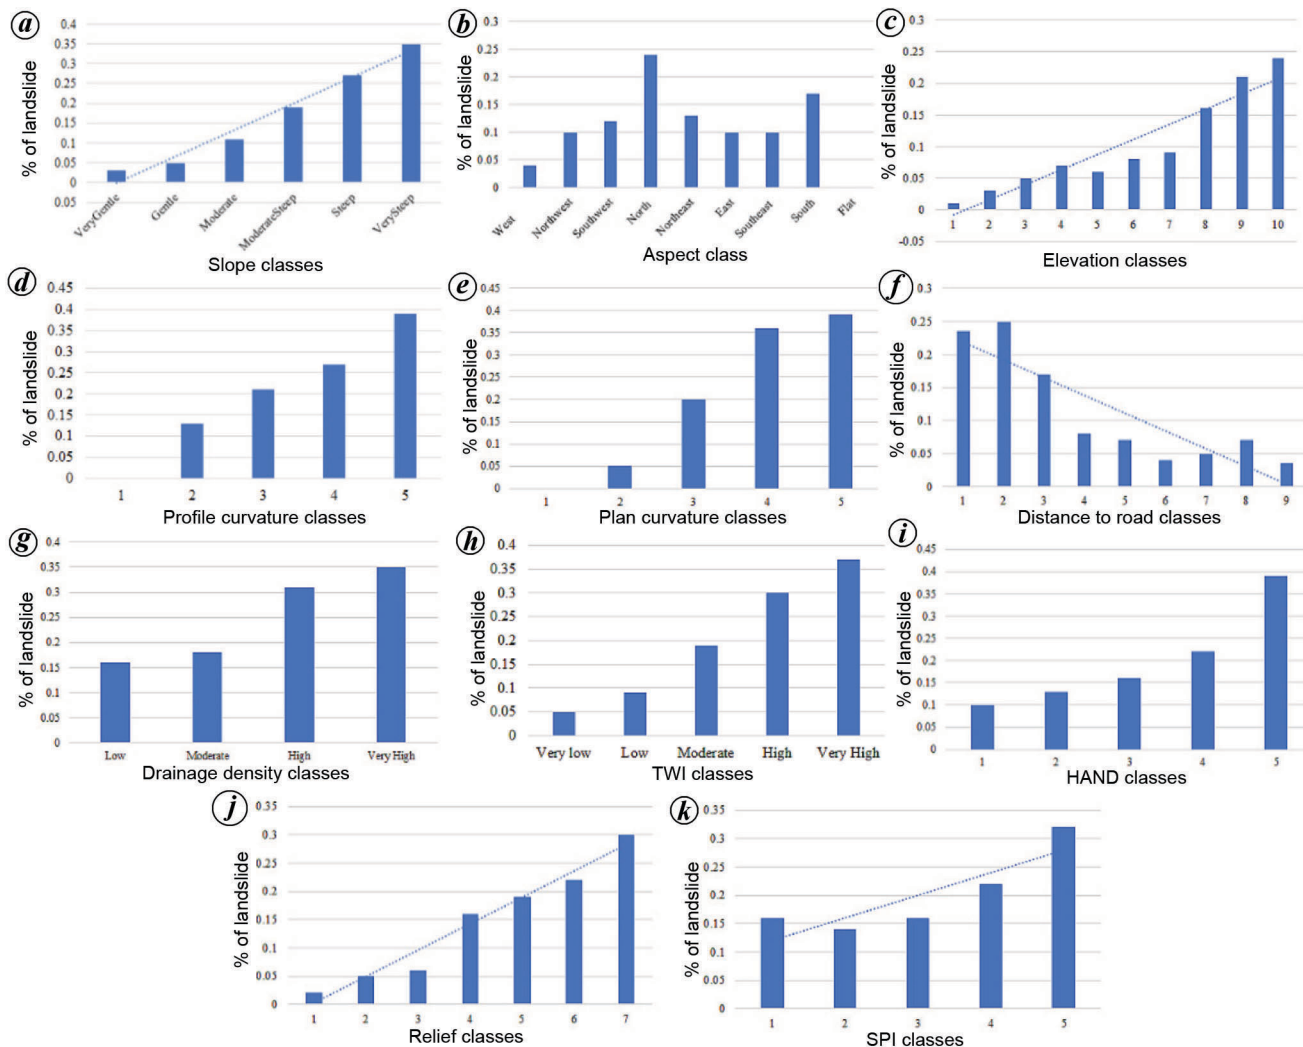 a
% of landslide
0.4
0.35
0.3
0.25
0.2
0.15
0.1
0.05
0
0.05
VeryGentle
Gentle
Moderate
ModerateSteep
Steep
VerySteep
Slope classes
b
% of landslide
0.3
0.25
0.2
0.15
0.1
0.05
0
West
Northwest
Southwest
North
Northeast
East
Southeast
South
Flat
Aspect class
c
% of landslide
0.3
0.25
0.2
0.15
0.1
0.05
0
-0.05
1 2 3 4 5 6 7 8 9 10
Elevation classes
d
% of landslide
0.45
0.4
0.35
0.3
0.25
0.2
0.15
0.1
0.05
0
1 2 3 4 5
Profile curvature classes
e
% of landslide
0.45
0.4
0.35
0.3
0.25
0.2
0.15
0.1
0.05
0
1 2 3 4 5
Plan curvature classes
f
% of landslide
0.3
0.25
0.2
0.15
0.1
0.05
0
1 2 3 4 5 6 7 8 9
Distance to road classes
g
% of landslide
0.4
0.35
0.3
0.25
0.2
0.15
0.1
0.05
0
Low Moderate High Very High
Drainage density classes
h
% of landslide
0.4
0.35
0.3
0.25
0.2
0.15
0.1
0.05
0
Very low Low Moderate High Very High
TWI classes
i
% of landslide
0.45
0.4
0.35
0.3
0.25
0.2
0.15
0.1
0.05
0
1 2 3 4 5
HAND classes
j
% of landslide
0.35
0.3
0.25
0.2
0.15
0.1
0.05
0
1 2 3 4 5 6 7
Relief classes
k
% of landslide
0.35
0.3
0.25
0.2
0.15
0.1
0.05
0
1 2 3 4 5
SPI classes